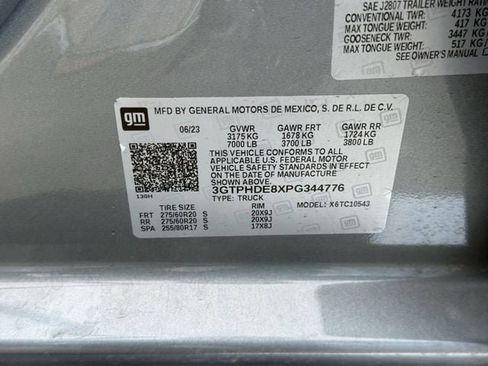 SAE J2807 TRAILER WEIGHT RATING
CONVENTIONAL TWR: 4173 KG
MAX TONGUE WEIGHT: 417 KG
GOOSENECK TWR: 3447 KG
MAX TONGUE WEIGHT: 517 KG
SEE OWNER'S MANUAL
gm
MFD BY GENERAL MOTORS DE MEXICO, S. DE R.L. DE C.V.
06/23 GVWR GAWR FRT GAWR RR
3175 KG 1678 KG 1724 KG
7000 LB 3700 LB 3800 LB
THIS VEHICLE CONFORMS TO ALL
APPLICABLE U.S. FEDERAL MOTOR
VEHICLE SAFETY STANDARDS IN
EFFECT ON THE DATE OF
MANUFACTURE SHOWN ABOVE.
3GTPHDE8XPG344776
TYPE: TRUCK X6TC10543
139H
TIRE SIZE RIM
FRT 275/60R20 S 20X9J
RR 275/60R20 S 20X9J
SPA 255/80R17 S 17X8J